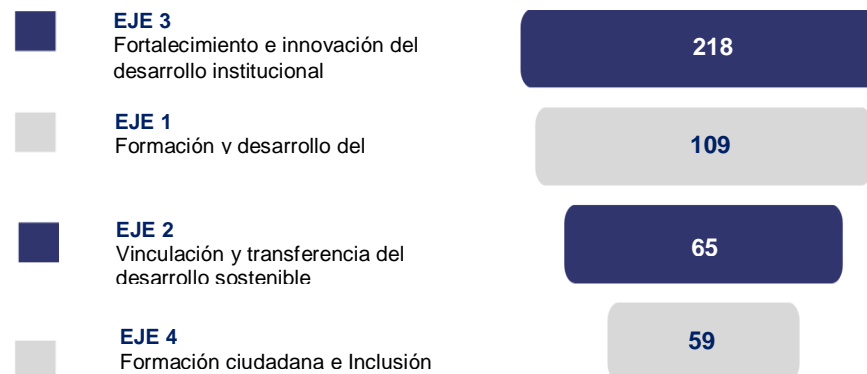 EJE 3
Fortalecimiento e innovación del
desarrollo institucional
218
EJE 1
Formación y desarrollo del
109
EJE 2
Vinculación y transferencia del
desarrollo sostenible
65
EJE 4
Formación ciudadana e Inclusión
59